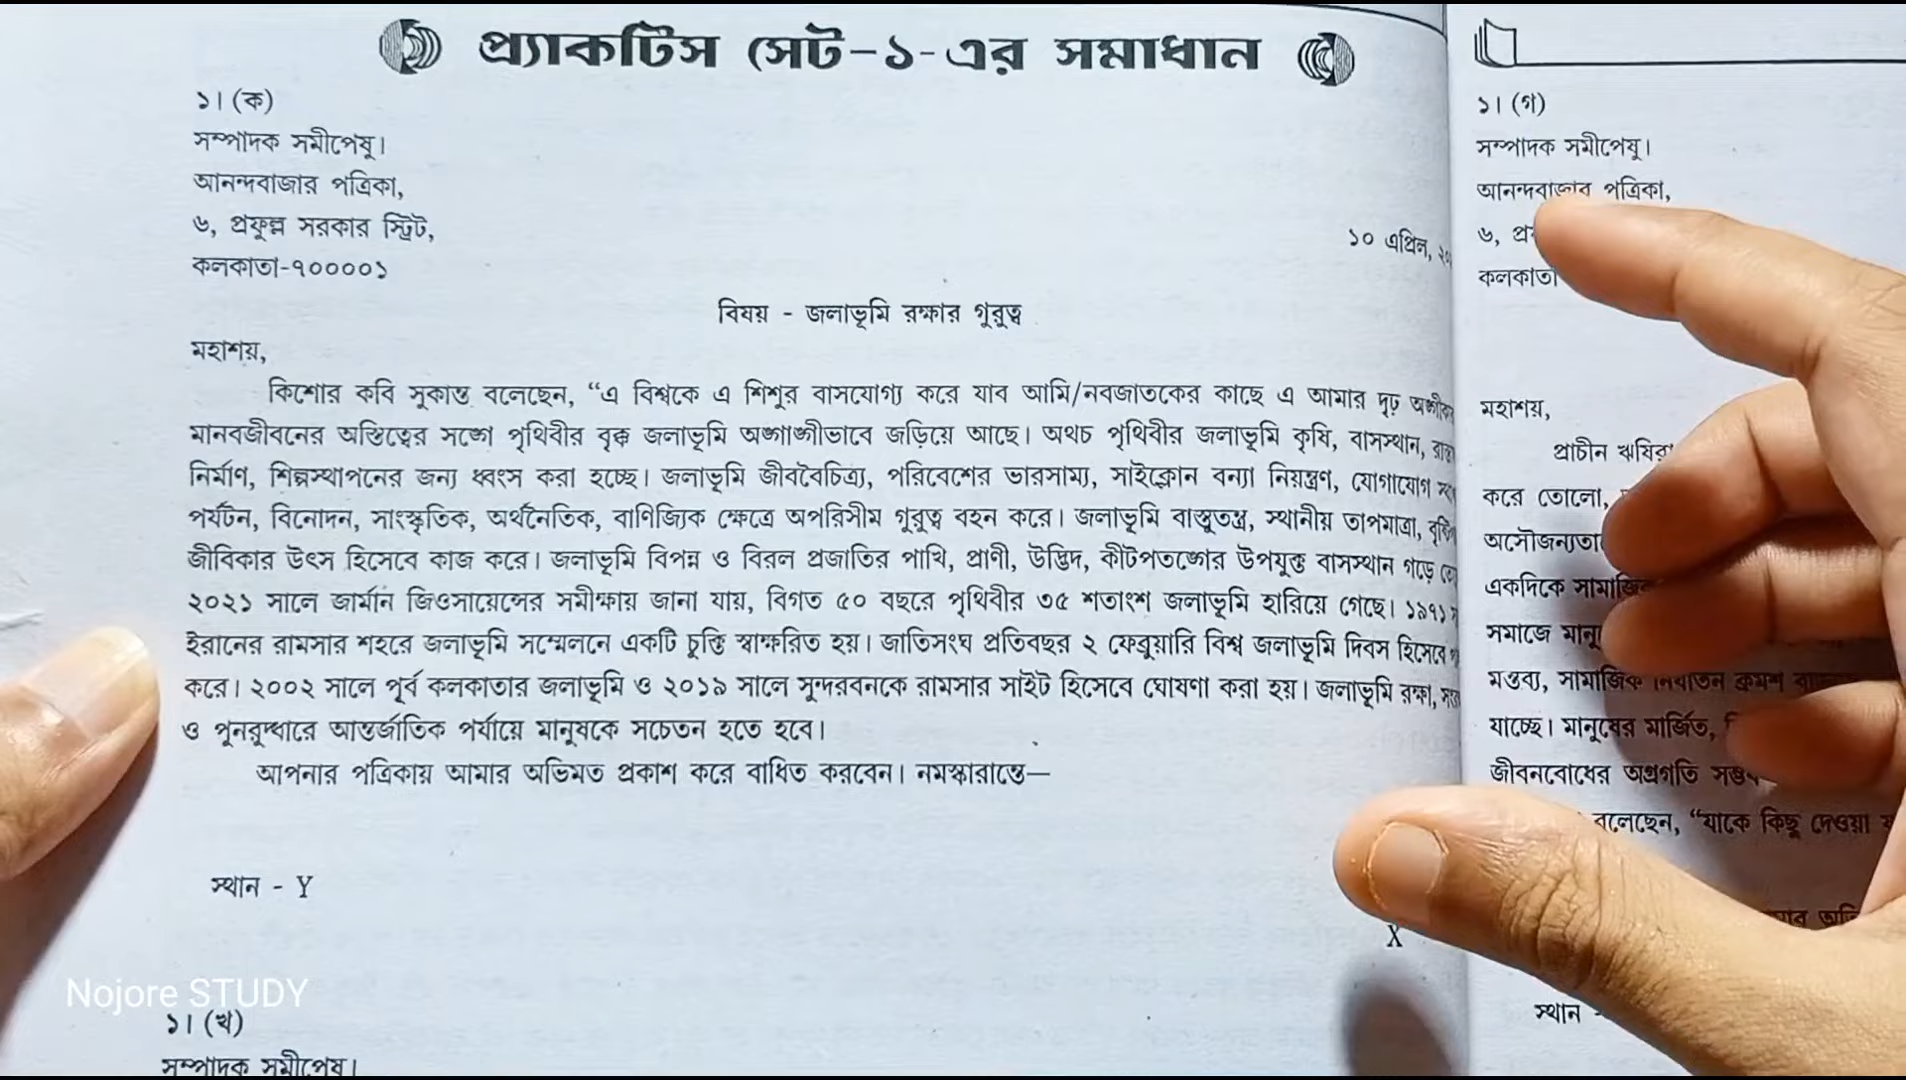 প্র্যাকটিস সেট-১-এর সমাধান
১। (ক)
সম্পাদক সমীপেষু।
আনন্দবাজার পত্রিকা,
৬, প্রফুল্ল সরকার স্ট্রিট,
কলকাতা-৭০০০০১
১০ এপ্রিল,
বিষয় - জলাভূমি রক্ষার গুরুত্ব
মহাশয়,
কিশোর কবি সুকান্ত বলেছেন, “এ বিশ্বকে এ শিশুর বাসযোগ্য করে যাব আমি/নবজাতকের কাছে এ আমার দৃঢ়
মানবজীবনের অস্তিত্বের সঙ্গে পৃথিবীর বৃক্ক জলাভূমি অঙ্গাঙ্গীভাবে জড়িয়ে আছে। অথচ পৃথিবীর জলাভূমি কৃষি, বাসস্থান,
নির্মাণ, শিল্পস্থাপনের জন্য ধ্বংস করা হচ্ছে। জলাভূমি জীববৈচিত্র্য, পরিবেশের ভারসাম্য, সাইক্লোন বন্যা নিয়ন্ত্রণ, যোগাযোগ
পর্যটন, বিনোদন, সাংস্কৃতিক, অর্থনৈতিক, বাণিজ্যিক ক্ষেত্রে অপরিসীম গুরুত্ব বহন করে। জলাভূমি বাস্তুতন্ত্র, স্থানীয় তাপমাত্রা,
জীবিকার উৎস হিসেবে কাজ করে। জলাভূমি বিপন্ন ও বিরল প্রজাতির পাখি, প্রাণী, উদ্ভিদ, কীটপতঙ্গের উপযুক্ত বাসস্থান গড়ে
২০২১ সালে জার্মান জিওসায়েন্সের সমীক্ষায় জানা যায়, বিগত ৫০ বছরে পৃথিবীর ৩৫ শতাংশ জলাভূমি হারিয়ে গেছে। ১৯৭১
ইরানের রামসার শহরে জলাভূমি সম্মেলনে একটি চুক্তি স্বাক্ষরিত হয়। জাতিসংঘ প্রতিবছর ২ ফেব্রুয়ারি বিশ্ব জলাভূমি দিবস হিসেবে
করে। ২০০২ সালে পূর্ব কলকাতার জলাভূমি ও ২০১৯ সালে সুন্দরবনকে রামসার সাইট হিসেবে ঘোষণা করা হয়। জলাভূমি রক্ষা,
ও পুনরুদ্ধারে আন্তর্জাতিক পর্যায়ে মানুষকে সচেতন হতে হবে।
আপনার পত্রিকায় আমার অভিমত প্রকাশ করে বাধিত করবেন। নমস্কারান্তে—
স্থান - Y
X
Nojore STUDY
১। (খ)
সম্পাদক সমীপেষু।
১। (গ)
সম্পাদক সমীপেষু।
আনন্দবাজার পত্রিকা,
৬,
কলকাতা
মহাশয়,
প্রাচীন ঋষিরা
করে তোলো,
অসৌজন্যতা
একদিকে সামাজিক
সমাজে
মন্তব্য, সামাজিক নির্যাতন ক্রমশ
যাচ্ছে। মানুষের মার্জিত,
জীবনবোধের অগ্রগতি
বলেছেন, “যাকে কিছু দেওয়া
স্থান